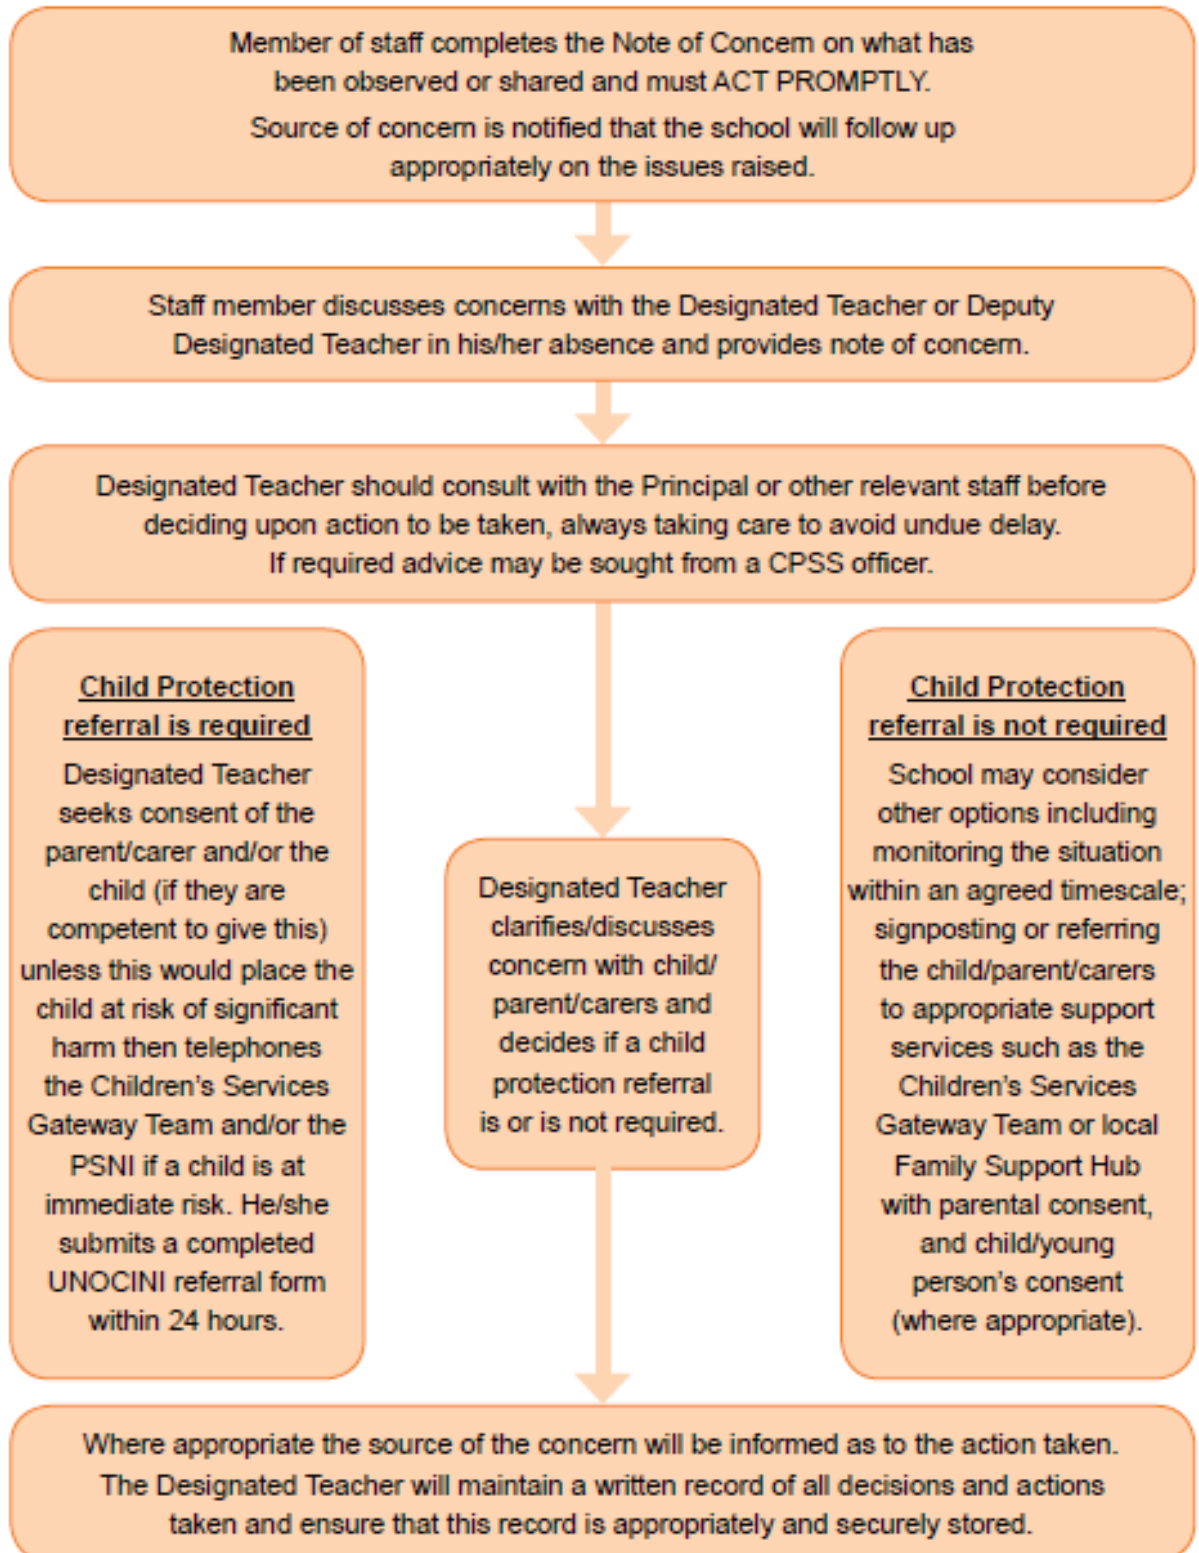 Member of staff completes the Note of Concern on what has
been observed or shared and must ACT PROMPTLY.
Source of concern is notified that the school will follow up
appropriately on the issues raised.
Staff member discusses concerns with the Designated Teacher or Deputy
Designated Teacher in his/her absence and provides note of concern.
Designated Teacher should consult with the Principal or other relevant staff before
deciding upon action to be taken, always taking care to avoid undue delay.
If required advice may be sought from a CPSS officer.
Child Protection
referral is required
Designated Teacher
seeks consent of the
parent/carer and/or the
child (if they are
competent to give this)
unless this would place the
child at risk of significant
harm then telephones
the Children's Services
Gateway Team and/or the
PSNI if a child is at
immediate risk. He/she
submits a completed
UNOCINI referral form
within 24 hours.
Designated Teacher
clarifies/discusses
concern with child/
parent/carers and
decides if a child
protection referral
is or is not required.
Child Protection
referral is not required
School may consider
other options including
monitoring the situation
within an agreed timescale;
signposting or referring
the child/parent/carers
to appropriate support
services such as the
Children's Services
Gateway Team or local
Family Support Hub
with parental consent,
and child/young
person's consent
(where appropriate).
Where appropriate the source of the concern will be informed as to the action taken.
The Designated Teacher will maintain a written record of all decisions and actions
taken and ensure that this record is appropriately and securely stored.